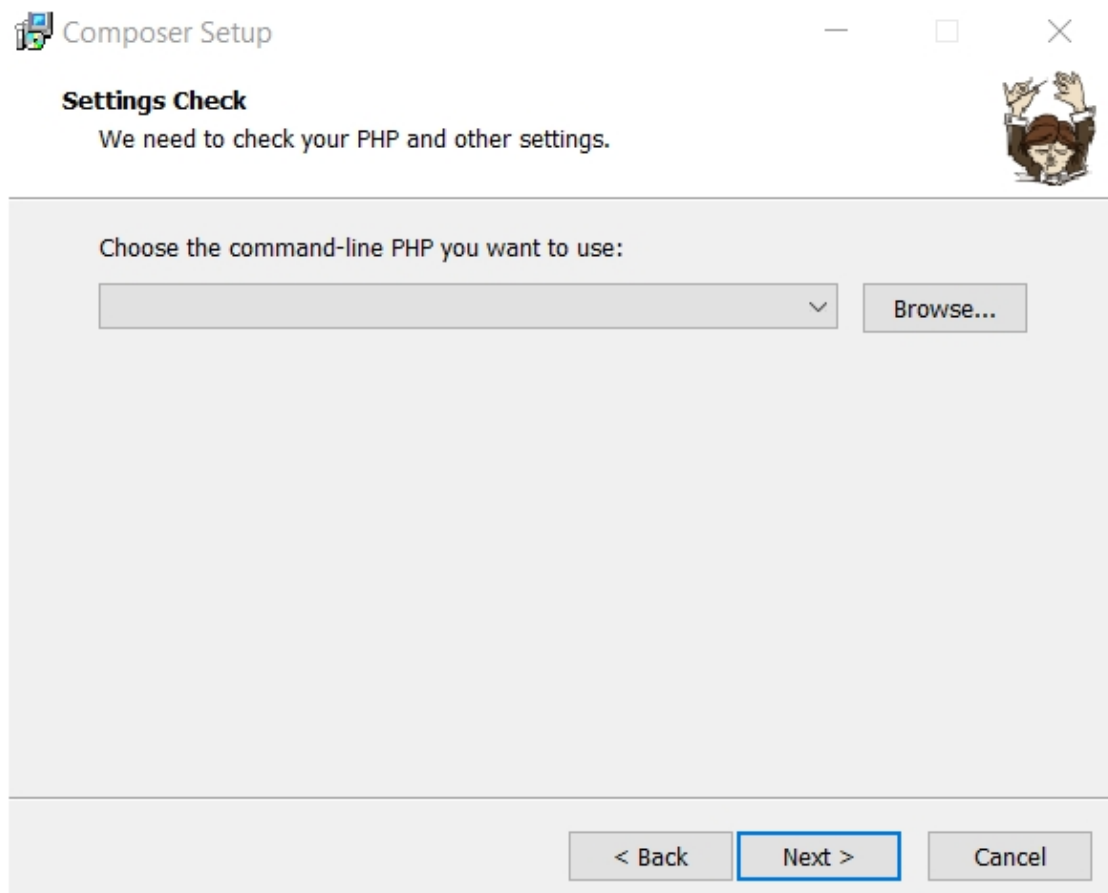 Composer Setup
Settings Check
We need to check your PHP and other settings.
Choose the command-line PHP you want to use:
Browse...
< Back
Next >
Cancel